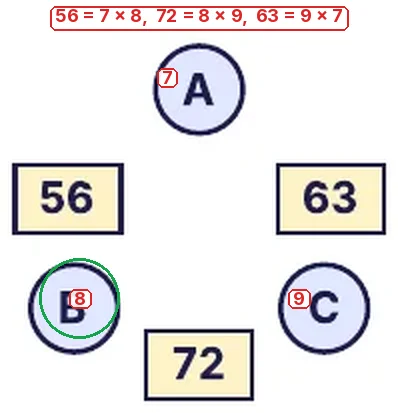 56 = 7 × 8, 72 = 8 × 9, 63 = 9 × 7
7 A
56 63
B 8 9 C
72